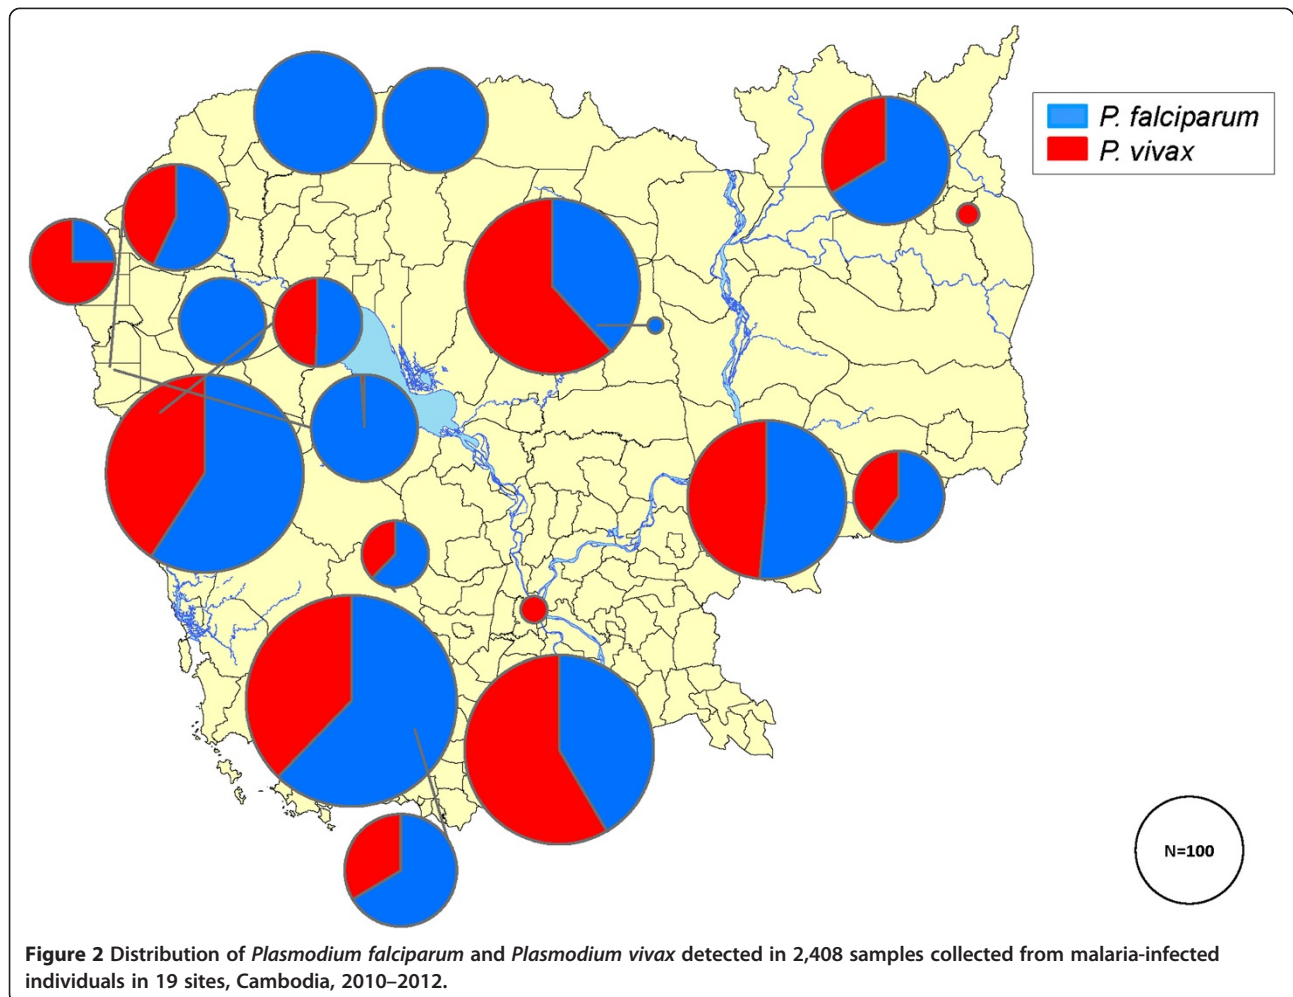 P. falciparum
P. vivax
N=100
Figure 2 Distribution of Plasmodium falciparum and Plasmodium vivax detected in 2,408 samples collected from malaria-infected
individuals in 19 sites, Cambodia, 2010–2012.